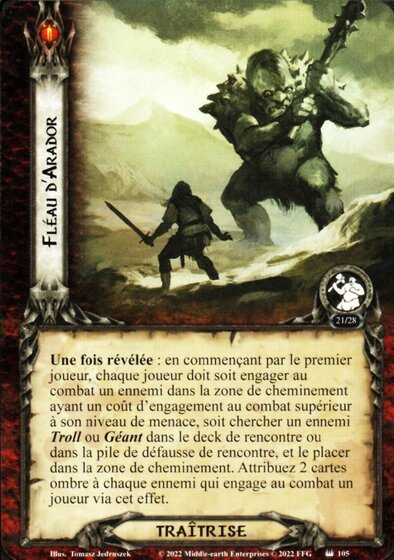 FLÉAU D'ARADOR
21/28
Une fois révélée : en commençant par le premier
joueur, chaque joueur doit soit engager au
combat un ennemi dans la zone de cheminement
ayant un coût d'engagement au combat supérieur
à son niveau de menace, soit chercher un ennemi
Troll ou Géant dans le deck de rencontre ou
dans la pile de défausse de rencontre, et le placer
dans la zone de cheminement. Attribuez 2 cartes
ombre à chaque ennemi qui engage au combat un
joueur via cet effet.
TRAÎTRISE
Illus. Tomasz Jedruszek
© 2022 Middle-earth Enterprises © 2022 FFG
105